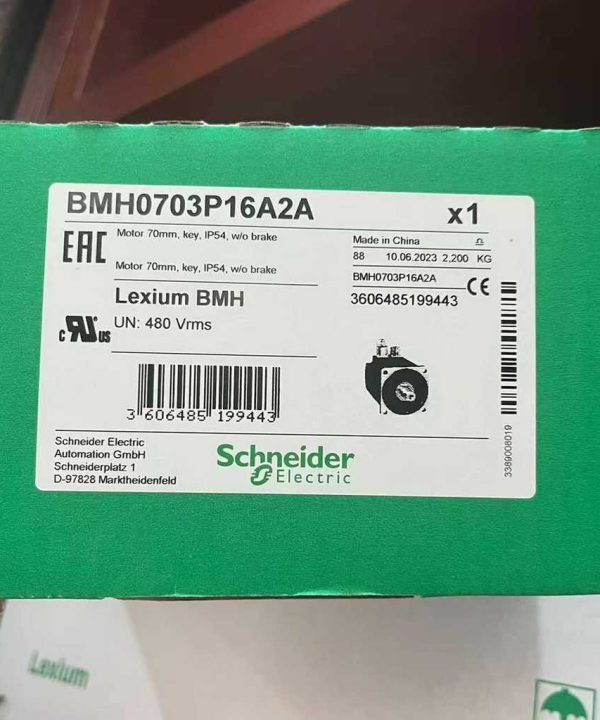 BMH0703P16A2A
x1
EAC
Motor 70mm, key, IP54, w/o brake
Motor 70mm, key, IP54, w/o brake
Made in China
88 10.06.2023 2,200 KG
BMH0703P16A2A
3606485199443
CE
Lexium BMH
UN: 480 Vrms
c RU us
3 606485 199443
3389008019
Schneider Electric
Automation GmbH
Schneiderplatz 1
D-97828 Marktheidenfeld
Schneider
Electric
Lexium